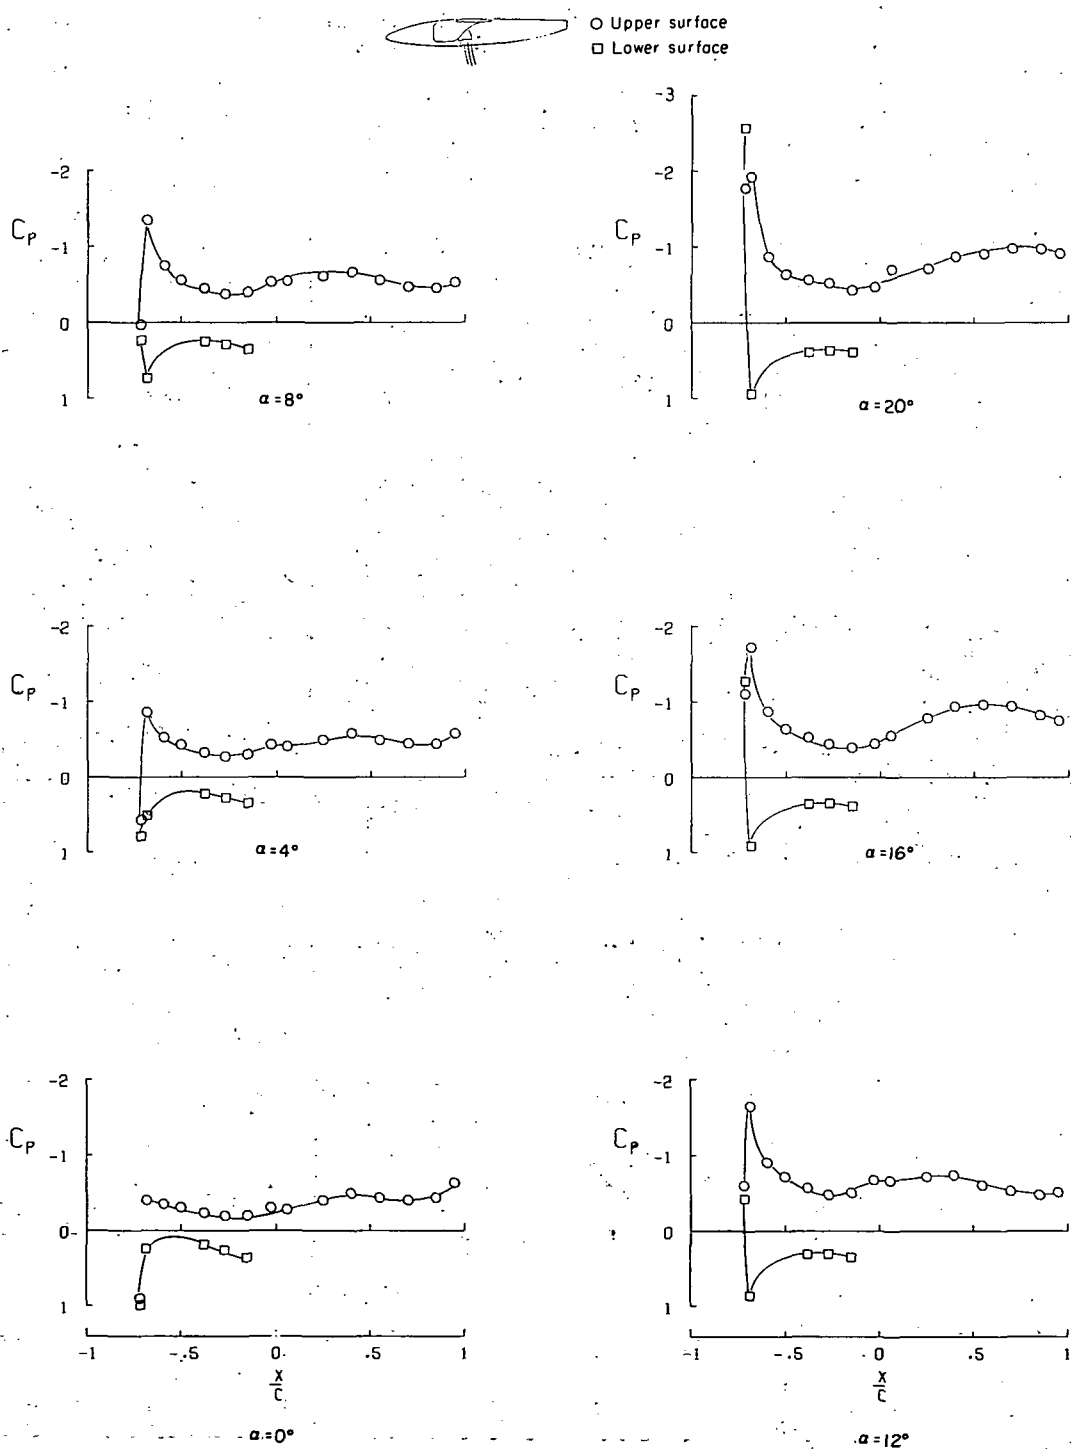 ○ Upper surface
□ Lower surface
-2
-1
0
1
C_P
α = 8°
-3
-2
-1
0
1
C_P
α = 20°
-2
-1
0
1
C_P
α = 4°
-2
-1
0
1
C_P
α = 16°
-2
-1
0
1
C_P
-1 -.5 0 .5 1
X/C
α = 0°
-2
-1
0
1
C_P
-1 -.5 0 .5 1
X/C
α = 12°